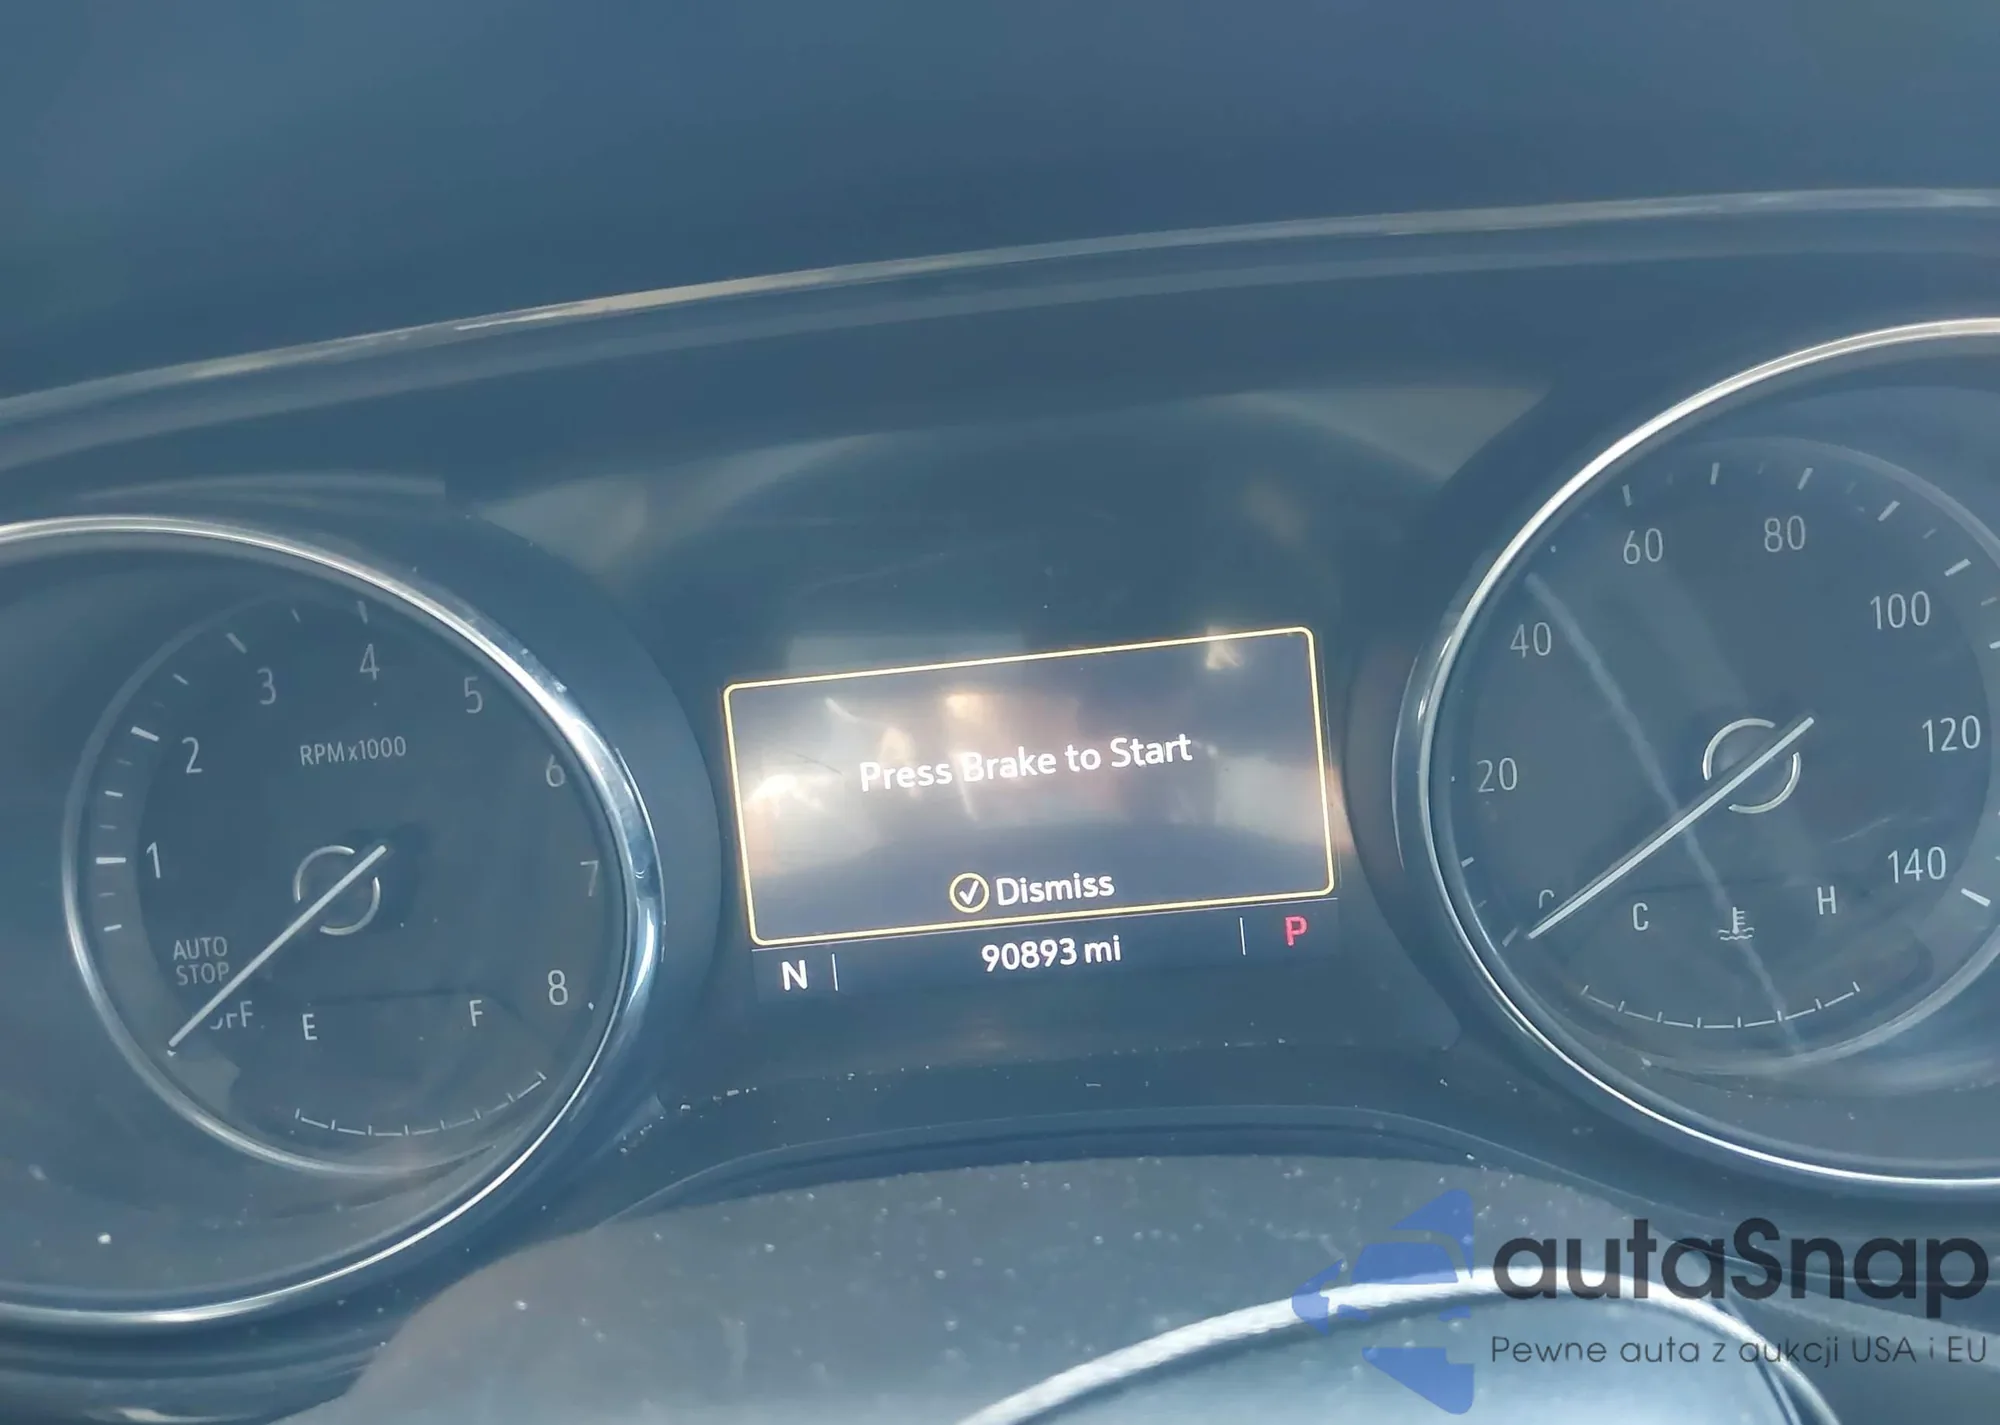 1
2
3
4
5
6
7
8
RPM x1000
AUTO
STOP
E
F
Press Brake to Start
Dismiss
N
90893 mi
P
20
40
60
80
100
120
140
C
H
autaSnap
Pewne auta z aukcji USA i EU